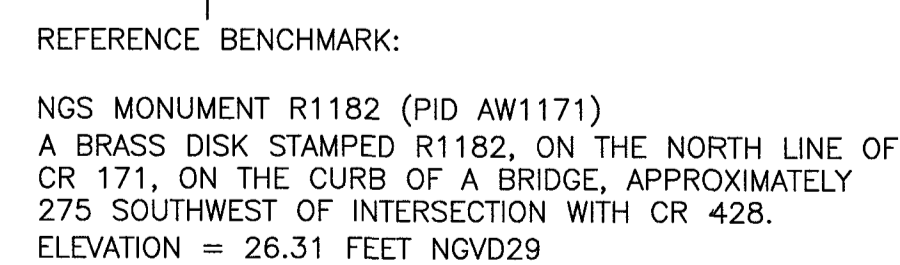 REFERENCE BENCHMARK:
NGS MONUMENT R1182 (PID AW1171)
A BRASS DISK STAMPED R1182, ON THE NORTH LINE OF
CR 171, ON THE CURB OF A BRIDGE, APPROXIMATELY
275 SOUTHWEST OF INTERSECTION WITH CR 428.
ELEVATION = 26.31 FEET NGVD29